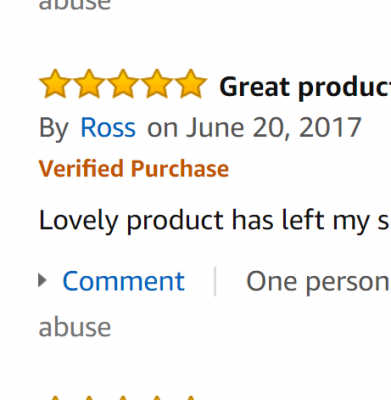 abuse
Great product
By Ross on June 20, 2017
Verified Purchase
Lovely product has left my s
Comment | One person
abuse